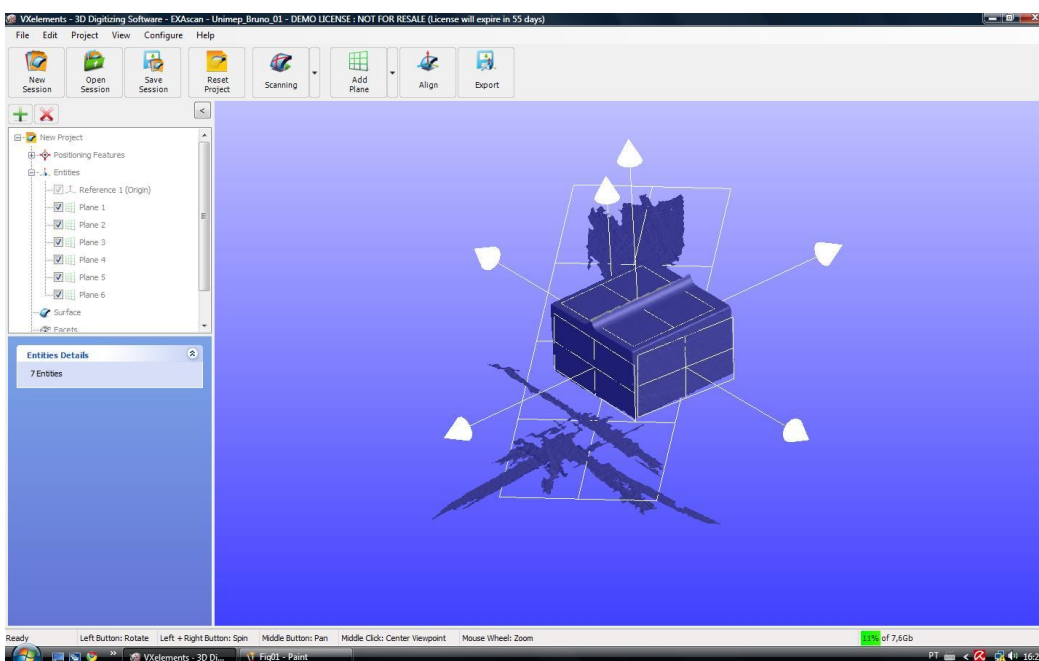 VXelements - 3D Digitizing Software - EXAscan - Unimep_Bruno_01 - DEMO LICENSE : NOT FOR RESALE (License will expire in 55 days)
File Edit Project View Configure Help
New Session
Open Session
Save Session
Reset Project
Scanning
Add Plane
Align
Export
New Project
Positioning Features
Entities
Reference 1 (Origin)
Plane 1
Plane 2
Plane 3
Plane 4
Plane 5
Plane 6
Surface
Facets
Entities Details
7 Entities
Ready Left Button: Rotate Left + Right Button: Spin Middle Button: Pan Middle Click: Center Viewpoint Mouse Wheel: Zoom 11% of 7,6Gb
VXelements - 3D Di... Fig01 - Paint PT